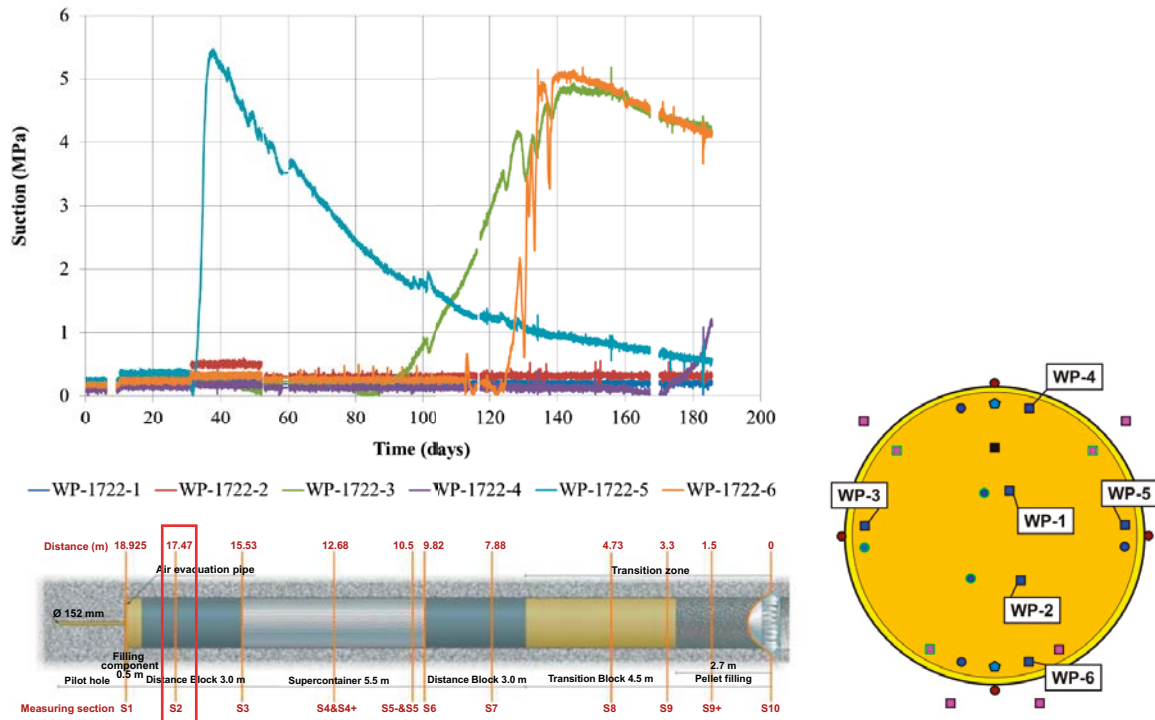 6
5
4
3
2
1
0
Suction (MPa)
0 20 40 60 80 100 120 140 160 180 200
Time (days)
WP-1722-1 WP-1722-2 WP-1722-3 WP-1722-4 WP-1722-5 WP-1722-6
Distance (m) 18.925 17.47 15.53 12.68 10.5 9.82 7.88 4.73 3.3 1.5 0
Air evaquation pipe Transition zone
Ø 152 mm
Filling
component 2.7 m
0.5 m
Pilot hole Distance Block 3.0 m Supercontainer 5.5 m Distance Block 3.0 m Transition Block 4.5 m Pellet filling
Measuring section S1 S2 S3 S4&S4+ S5-&S5 S6 S7 S8 S9 S9+ S10
WP-4
WP-3
WP-5
WP-1
WP-2
WP-6